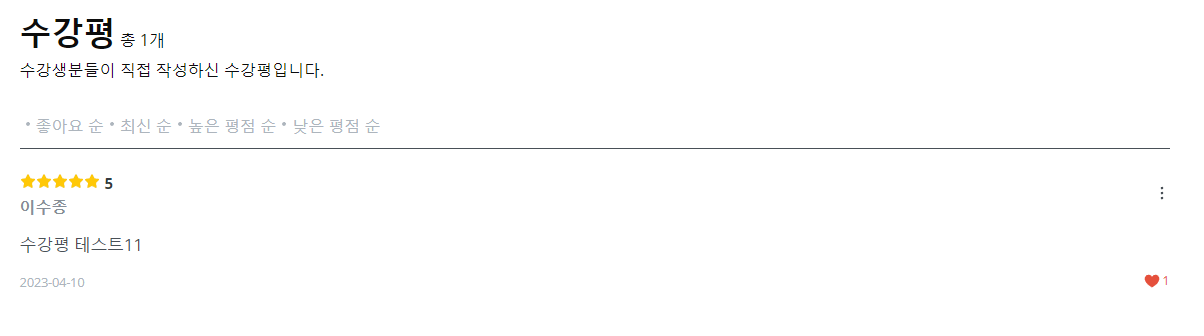 수강평 총 1개
수강생분들이 직접 작성하신 수강평입니다.
• 좋아요 순 • 최신 순 • 높은 평점 순 • 낮은 평점 순
5
이수종
수강평 테스트11
2023-04-10
1